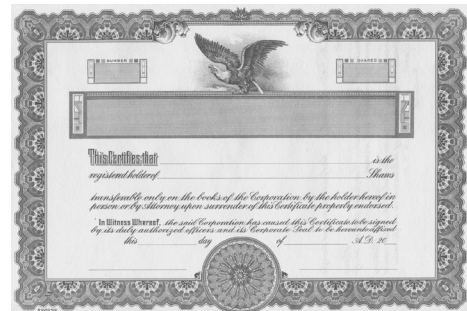 NUMBER
SHARES
This Certifies that is the
registered holder of Shares
transferable only on the books of the Corporation by the holder hereof in
person or by Attorney upon surrender of this Certificate properly endorsed.
In Witness Whereof, the said Corporation has caused this Certificate to be signed
by its duly authorized officers and its Corporate Seal to be hereunto affixed
this day of A.D. 20